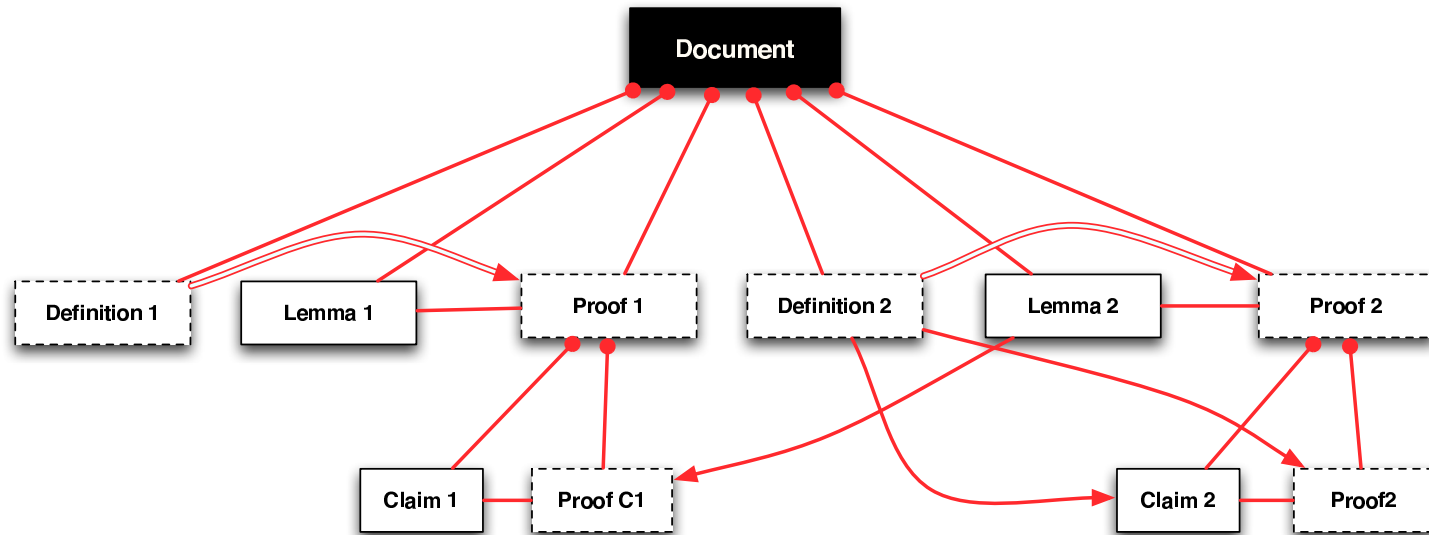 Document
Definition 1
Lemma 1
Proof 1
Definition 2
Lemma 2
Proof 2
Claim 1
Proof C1
Claim 2
Proof2